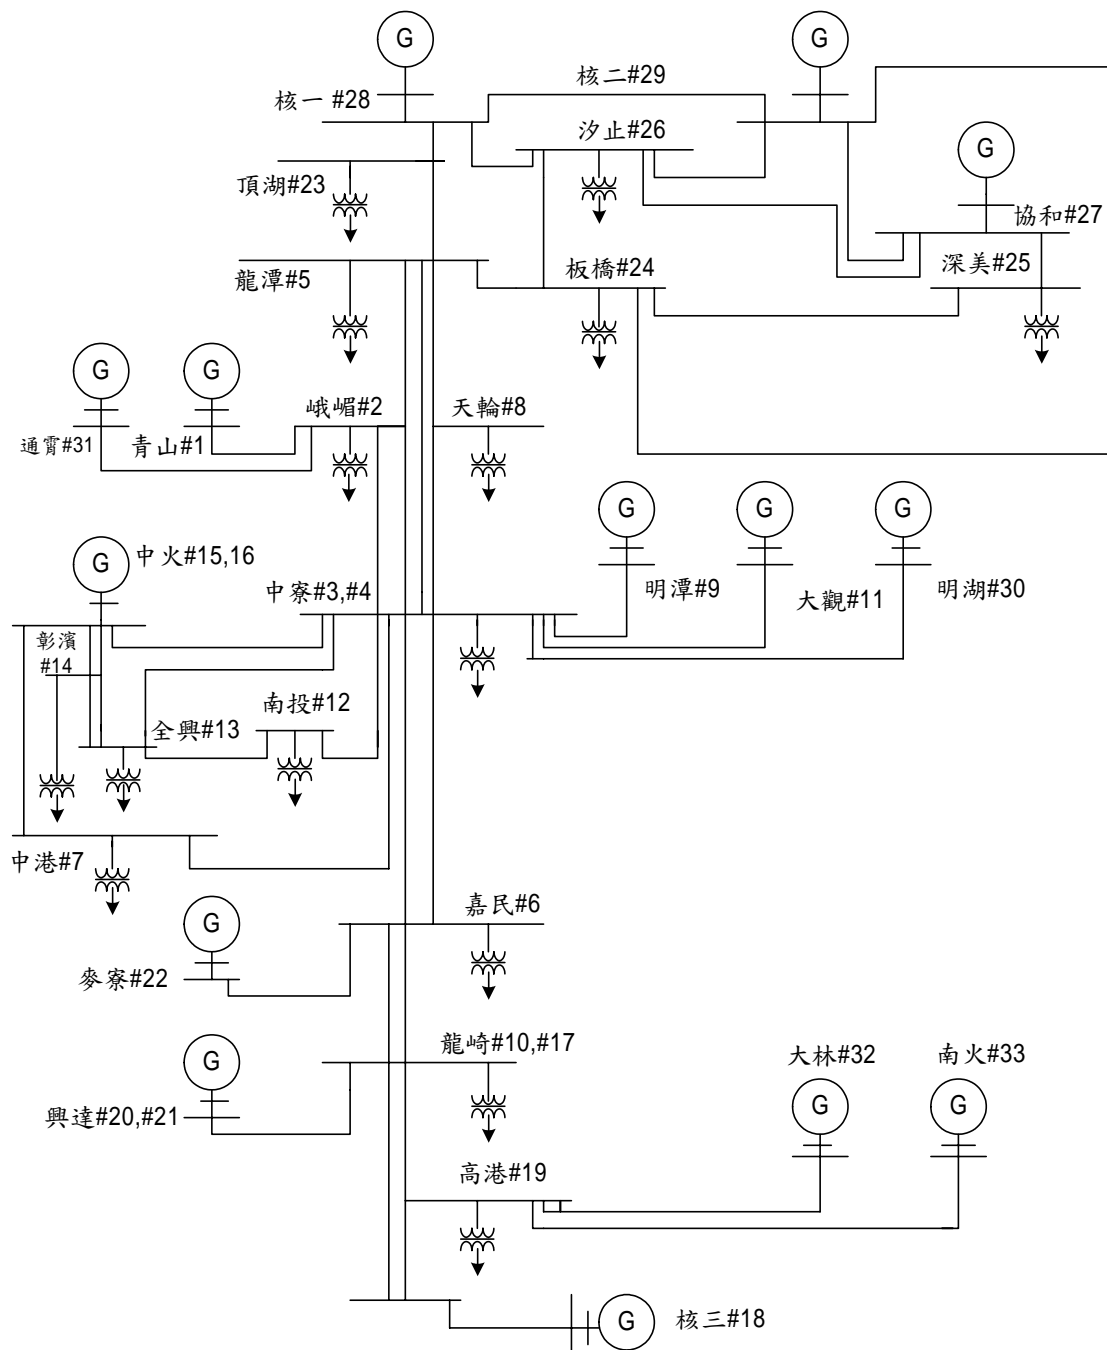 G
G
核一 #28
核二#29
汐止#26
G
頂湖#23
協和#27
龍潭#5
板橋#24
深美#25
G
G
峨嵋#2
天輪#8
通霄#31
青山#1
G
G
G
G
中火#15,16
中寮#3,#4
明潭#9
大觀#11
明湖#30
彰濱
#14
全興#13
南投#12
中港#7
G
嘉民#6
麥寮#22
G
龍崎#10,#17
大林#32
南火#33
G
G
興達#20,#21
高港#19
G
核三#18